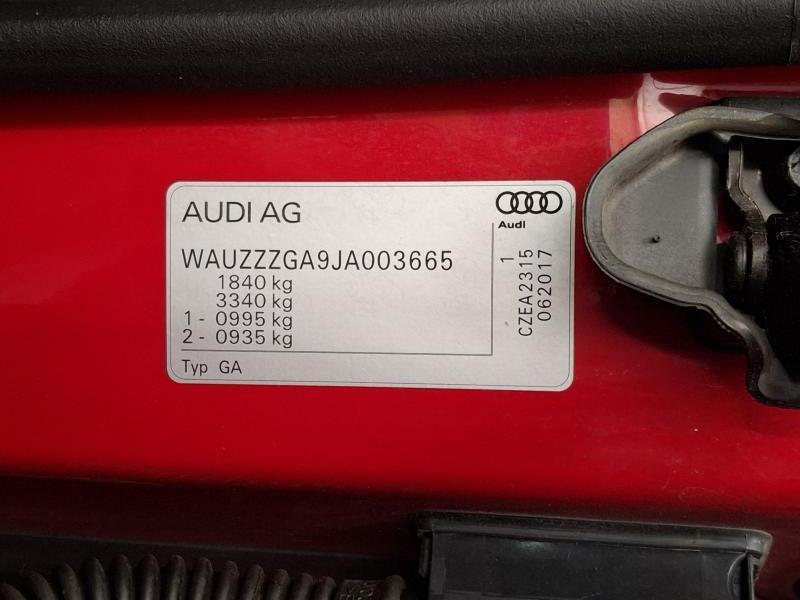 AUDI AG
Audi
WAUZZZGA9JA003665
1840 kg
3340 kg
1 - 0995 kg
2 - 0935 kg
Typ GA
1
CZEA2315
062017